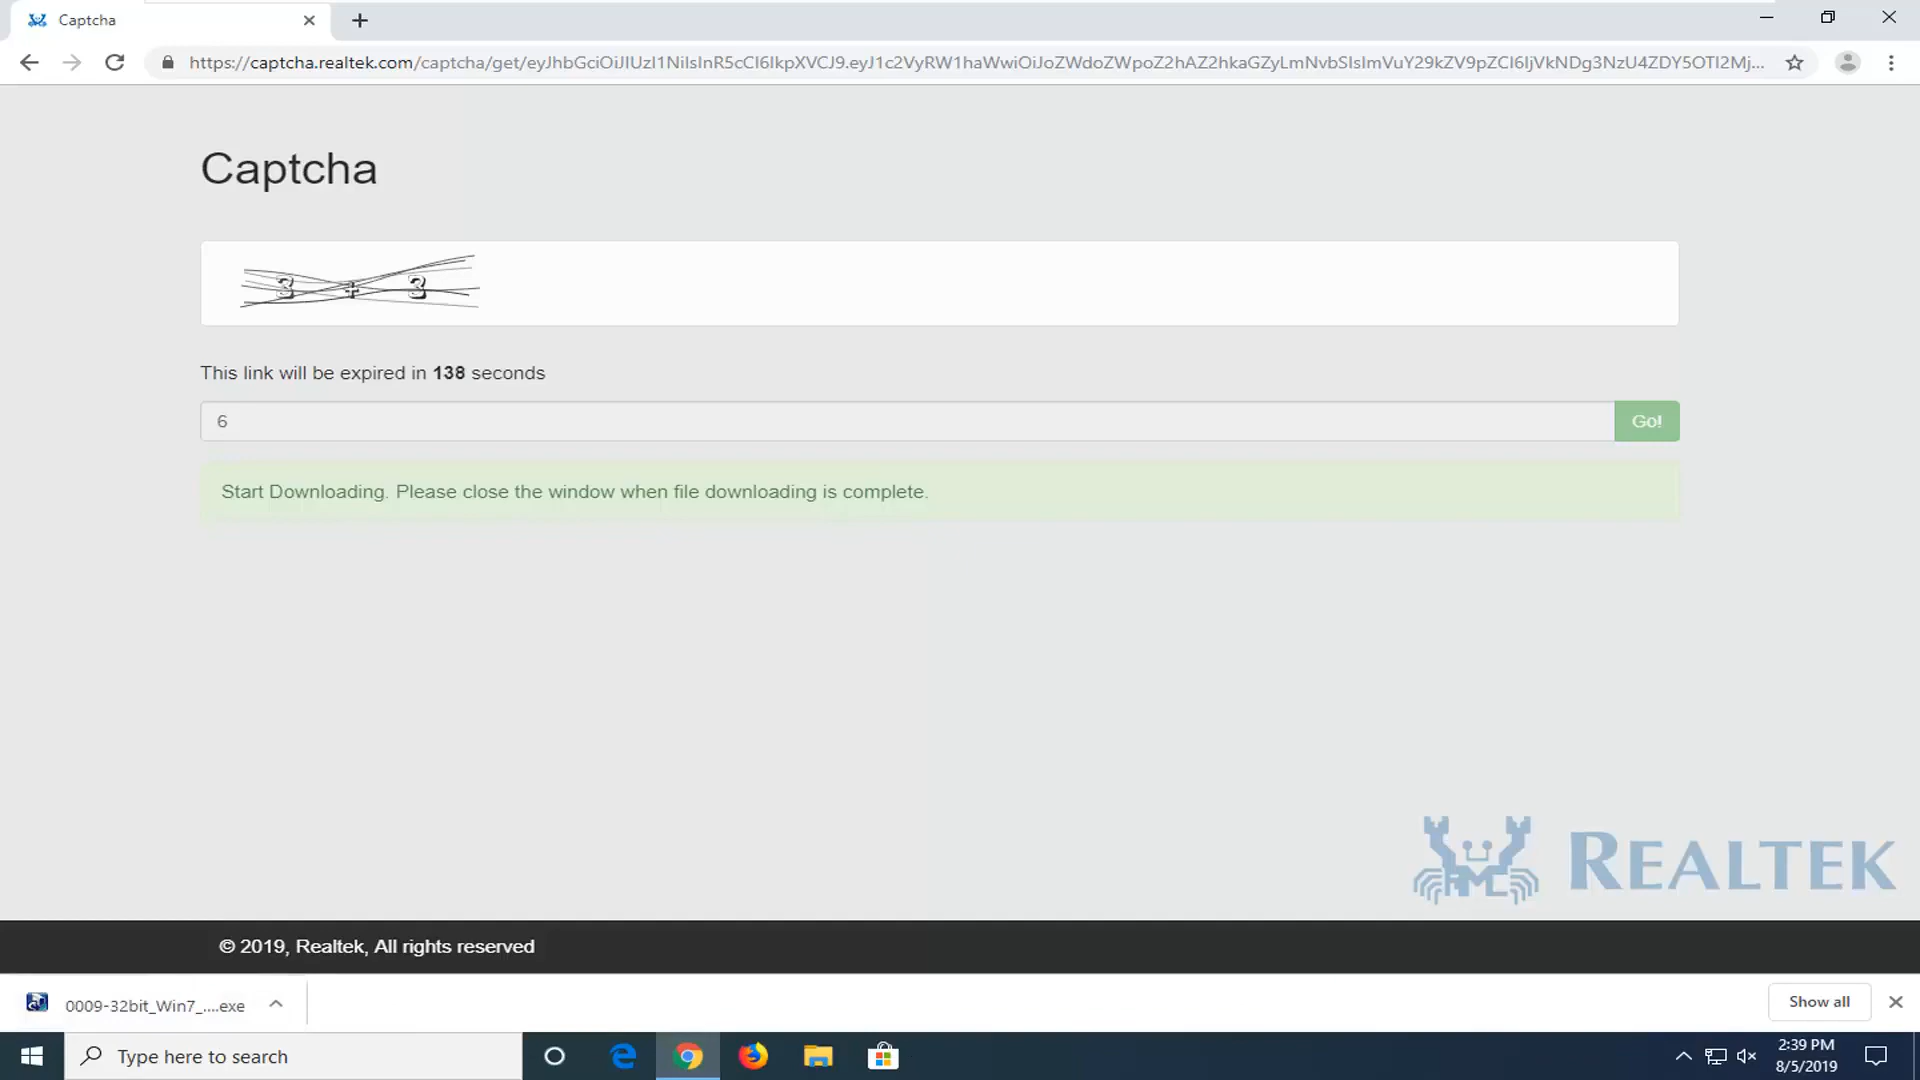 Captcha
https://captcha.realtek.com/captcha/get/
Captcha
3 + 3
This link will be expired in 138 seconds
6
Go!
Start Downloading. Please close the window when file downloading is complete.
REALTEK
© 2019, Realtek, All rights reserved
0009-32bit_Win7_....exe
Show all
Type here to search
2:39 PM
8/5/2019